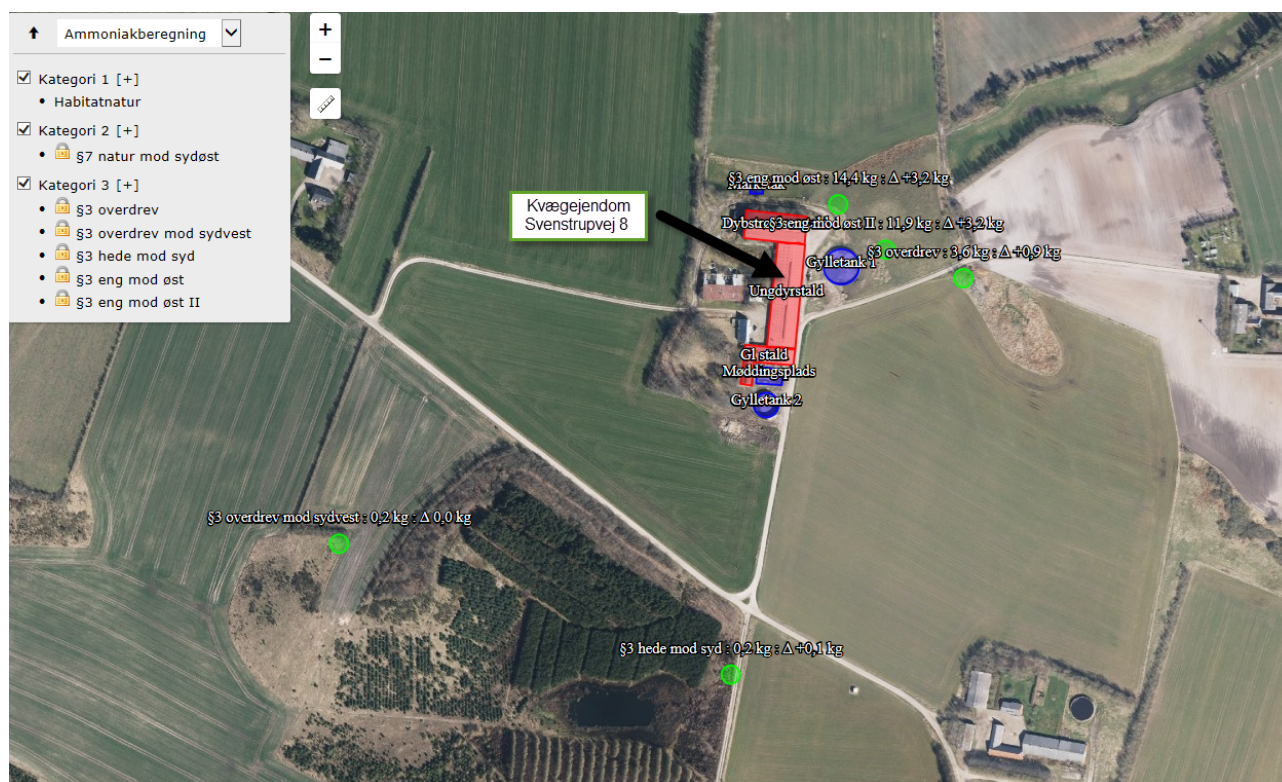 Ammoniakberegning
Kategori 1 [+]
Habitatnatur
Kategori 2 [+]
§7 natur mod sydøst
Kategori 3 [+]
§3 overdrev
§3 overdrev mod sydvest
§3 hede mod syd
§3 eng mod øst
§3 eng mod øst II
+
−
Kvægejendom
Svenstrupvej 8
§3 eng mod øst : 14,4 kg : Δ +3,2 kg
§3 eng mod øst II : 11,9 kg : Δ +3,2 kg
§3 overdrev : 3,6 kg : Δ +0,9 kg
Gylletank 1
Ungdyrstald
Gl stald
Møddingsplads
Gylletank 2
§3 overdrev mod sydvest : 0,2 kg : Δ 0,0 kg
§3 hede mod syd : 0,2 kg : Δ +0,1 kg